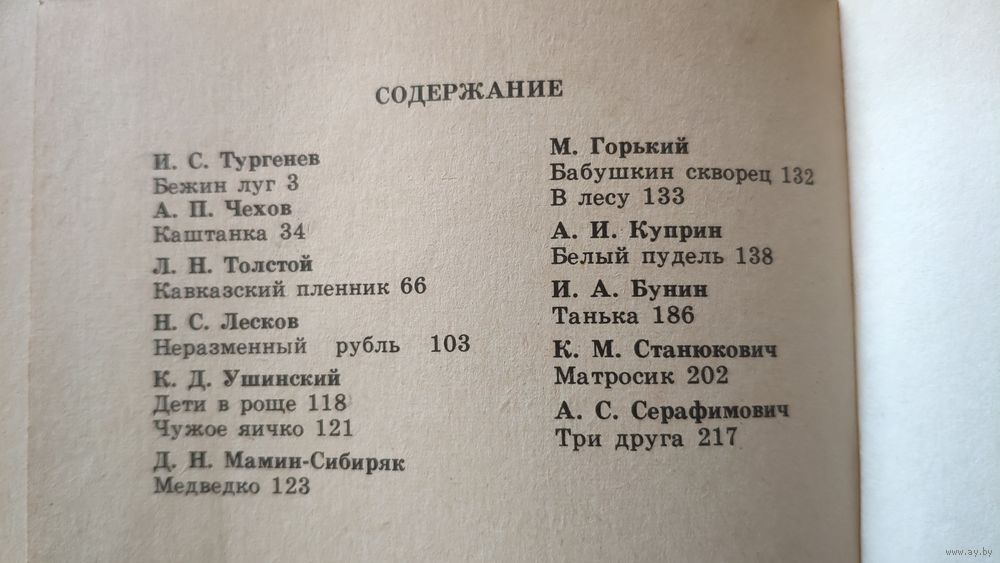 СОДЕРЖАНИЕ
И. С. Тургенев
Бежин луг 3
А. П. Чехов
Каштанка 34
Л. Н. Толстой
Кавказский пленник 66
Н. С. Лесков
Неразменный рубль 103
К. Д. Ушинский
Дети в роще 118
Чужое яичко 121
Д. Н. Мамин-Сибиряк
Медведко 123
М. Горький
Бабушкин скворец 132
В лесу 133
А. И. Куприн
Белый пудель 138
И. А. Бунин
Танька 186
К. М. Станюкович
Матросик 202
А. С. Серафимович
Три друга 217
www.ay.by